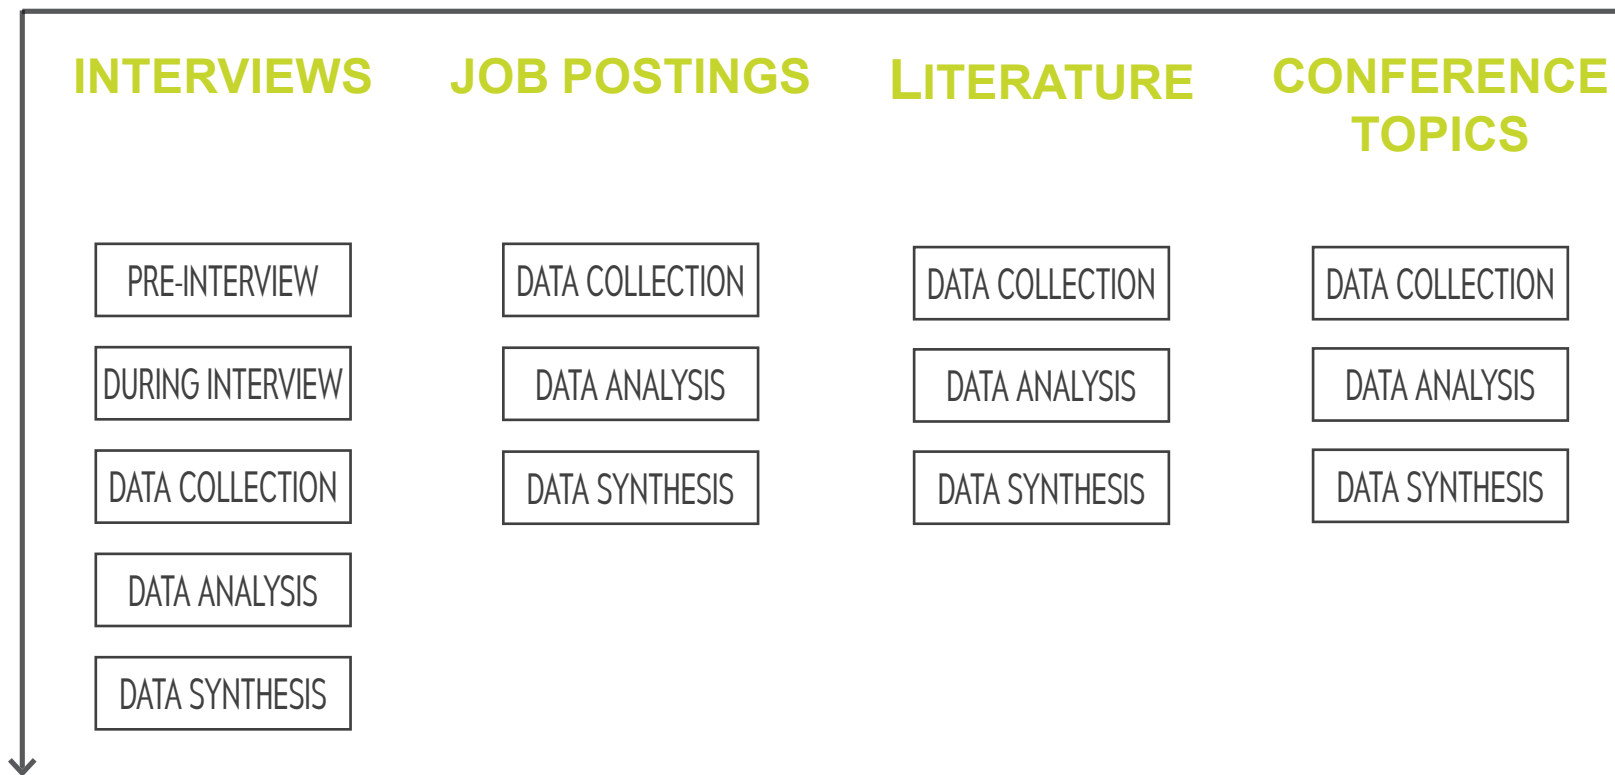 INTERVIEWS
JOB POSTINGS
LITERATURE
CONFERENCE
TOPICS
PRE-INTERVIEW
DURING INTERVIEW
DATA COLLECTION
DATA ANALYSIS
DATA SYNTHESIS
DATA COLLECTION
DATA ANALYSIS
DATA SYNTHESIS
DATA COLLECTION
DATA ANALYSIS
DATA SYNTHESIS
DATA COLLECTION
DATA ANALYSIS
DATA SYNTHESIS